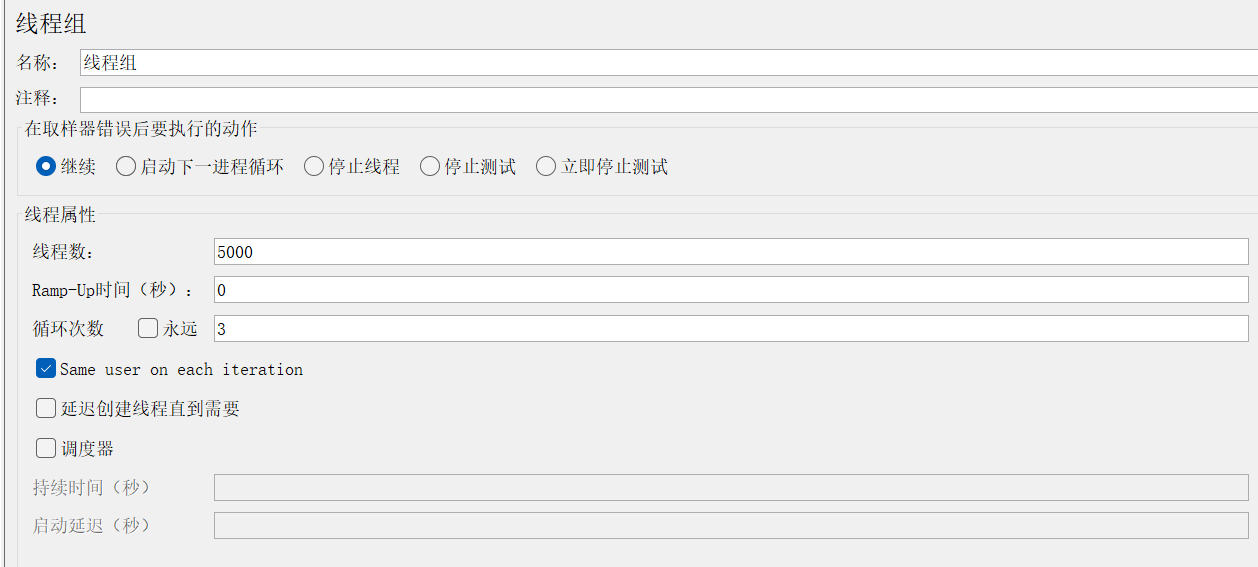 线程组
名称： 线程组
注释：
在取样器错误后要执行的动作
继续 启动下一进程循环 停止线程 停止测试 立即停止测试
线程属性
线程数： 5000
Ramp-Up时间（秒）： 0
循环次数 永远 3
Same user on each iteration
延迟创建线程直到需要
调度器
持续时间（秒）
启动延迟（秒）